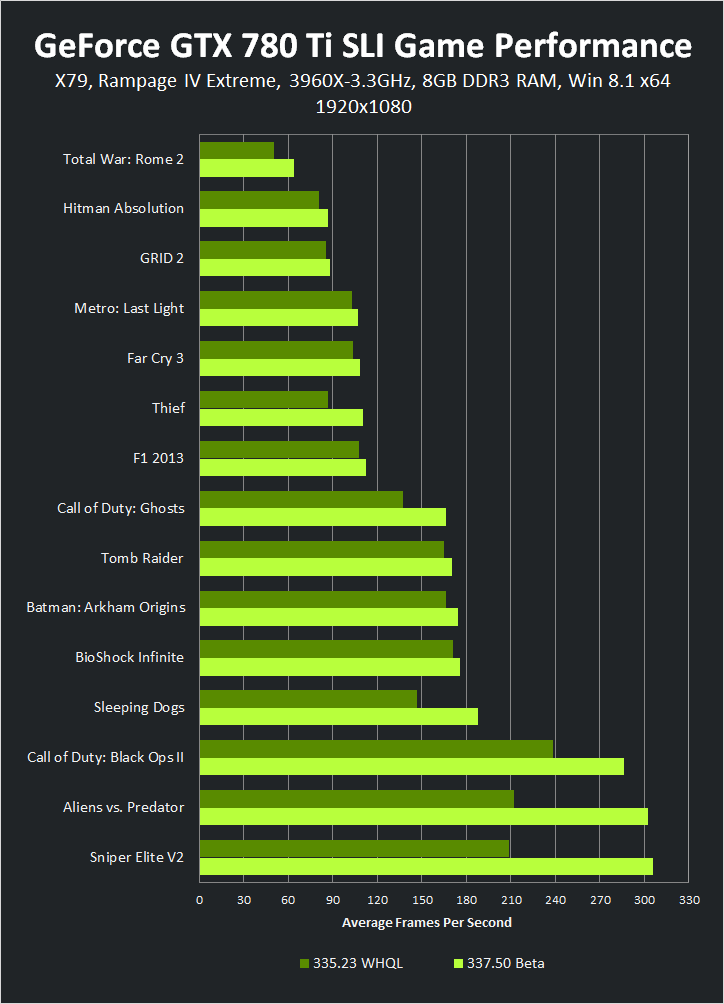 GeForce GTX 780 Ti SLI Game Performance
X79, Rampage IV Extreme, 3960X-3.3GHz, 8GB DDR3 RAM, Win 8.1 x64
1920x1080
Total War: Rome 2
Hitman Absolution
GRID 2
Metro: Last Light
Far Cry 3
Thief
F1 2013
Call of Duty: Ghosts
Tomb Raider
Batman: Arkham Origins
BioShock Infinite
Sleeping Dogs
Call of Duty: Black Ops II
Aliens vs. Predator
Sniper Elite V2
0 30 60 90 120 150 180 210 240 270 300 330
Average Frames Per Second
335.23 WHQL 337.50 Beta